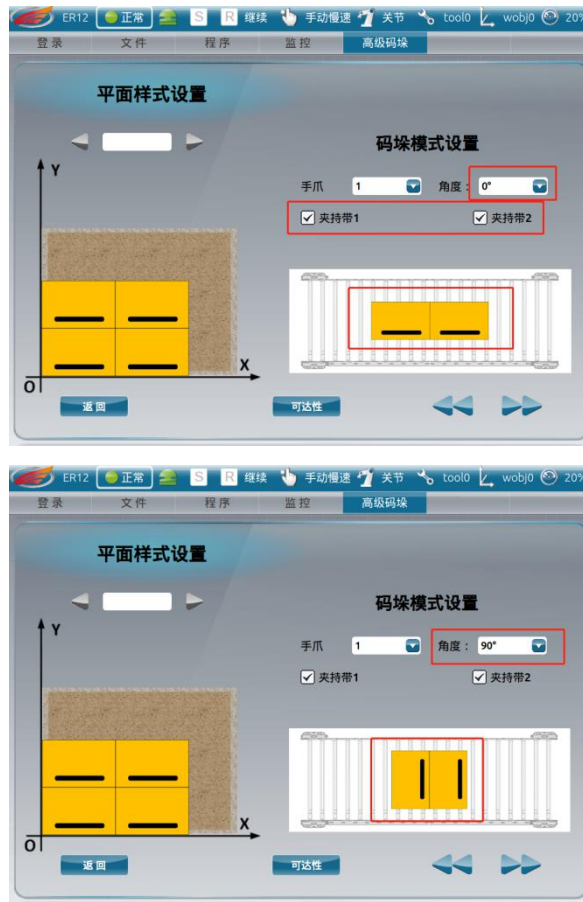 ER12 正常 S R 继续 手动慢速 关节 tool0 wobj0 20%
登录 文件 程序 监控 高级码垛
平面样式设置
码垛模式设置
Y
手爪 1 角度： 0°
夹持带1 夹持带2
X
O
返回 可达性
ER12 正常 S R 继续 手动慢速 关节 tool0 wobj0 20%
登录 文件 程序 监控 高级码垛
平面样式设置
码垛模式设置
Y
手爪 1 角度： 90°
夹持带1 夹持带2
X
O
返回 可达性